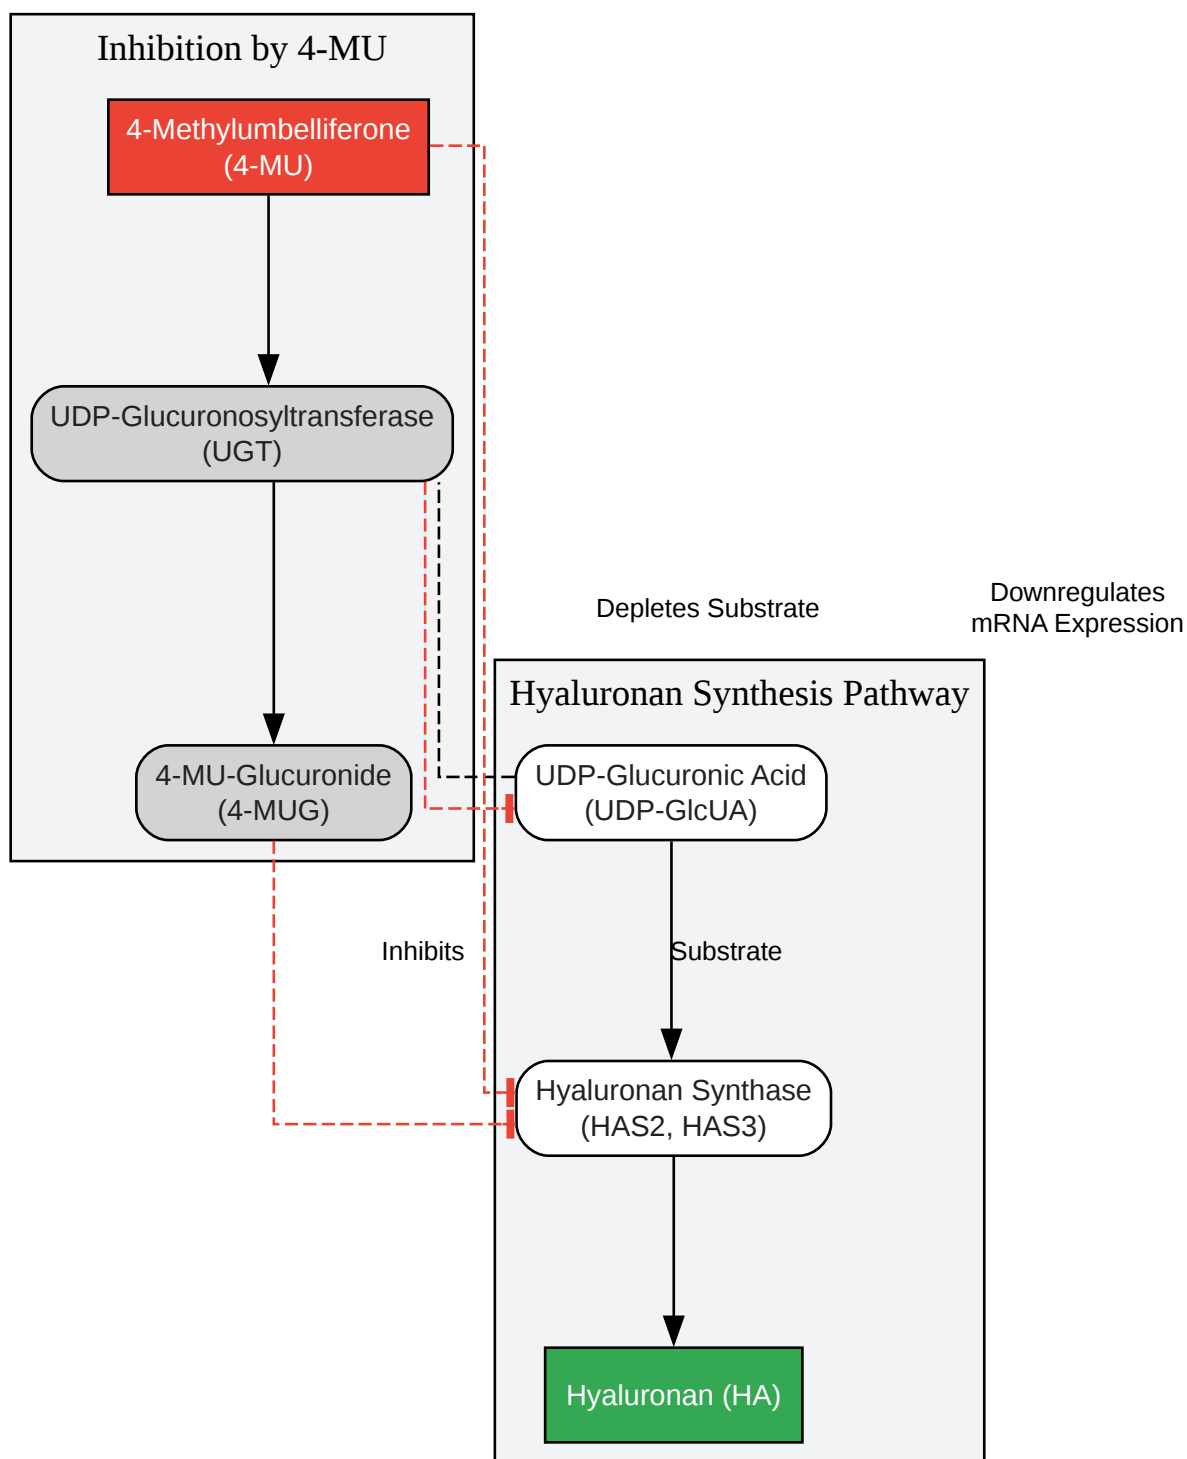 Inhibition by 4-MU
4-Methylumbelliferone
(4-MU)
UDP-Glucuronosyltransferase
(UGT)
Depletes Substrate
Downregulates
mRNA Expression
Hyaluronan Synthesis Pathway
4-MU-Glucuronide
(4-MUG)
UDP-Glucuronic Acid
(UDP-GlcUA)
Inhibits
Substrate
Hyaluronan Synthase
(HAS2, HAS3)
Hyaluronan (HA)